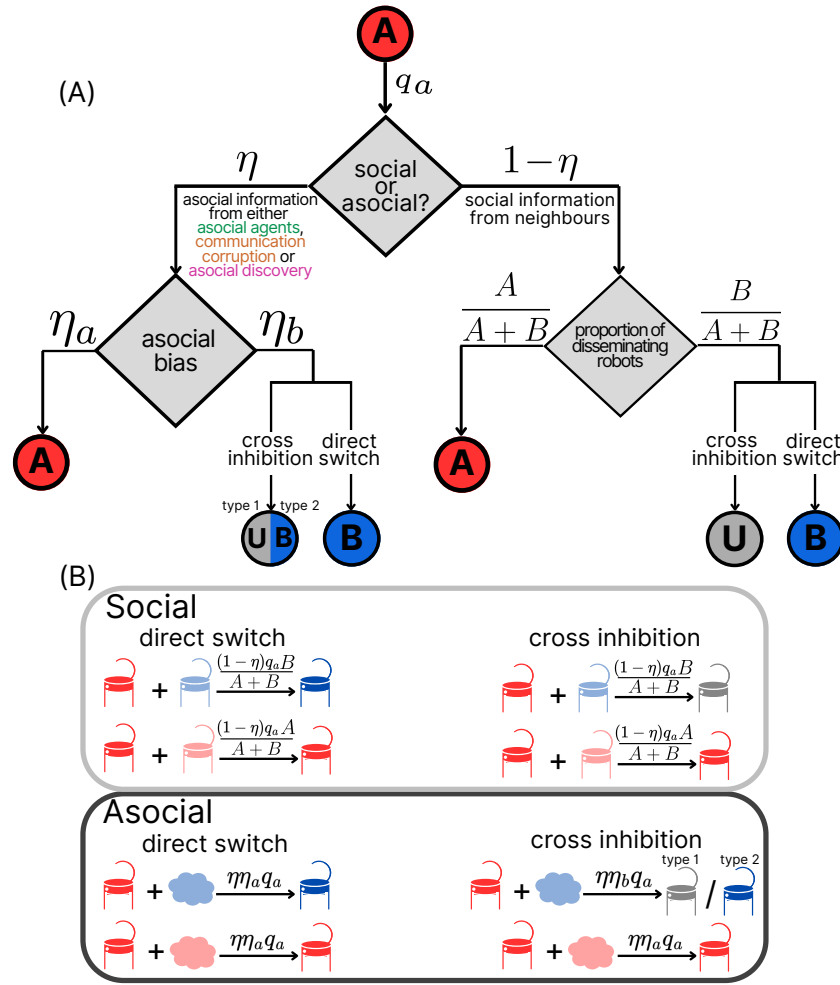 A
(A)
q_a
η
1-η
social
or
asocial?
asocial information
from either
asocial agents,
communication
corruption or
asocial discovery
social information
from neighbours
η_a
η_b
asocial
bias
A
A + B
B
A + B
proportion of
disseminating
robots
A
cross
inhibition
direct
switch
type 1
type 2
U B
B
A
cross
inhibition
direct
switch
U
B
(B)
Social
direct switch
cross inhibition
+ (1-η)q_aB
A + B
+ (1-η)q_aB
A + B
+ (1-η)q_aA
A + B
+ (1-η)q_aA
A + B
Asocial
direct switch
cross inhibition
type 1
type 2
+ ηη_aq_a
+ ηη_bq_a /
+ ηη_aq_a
+ ηη_aq_a